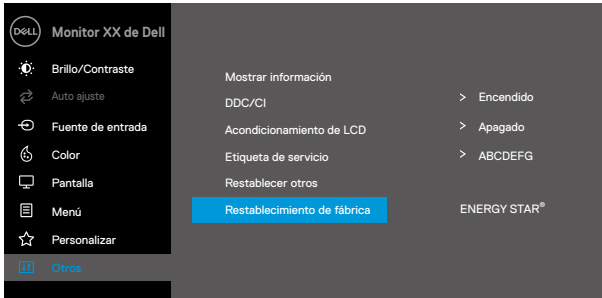 DELL
Monitor XX de Dell
Brillo/Contraste
Auto ajuste
Fuente de entrada
Color
Pantalla
Menú
Personalizar
Otros
Mostrar información
DDC/CI > Encendido
Acondicionamiento de LCD > Apagado
Etiqueta de servicio > ABCDEFG
Restablecer otros
Restablecimiento de fábrica ENERGY STAR®